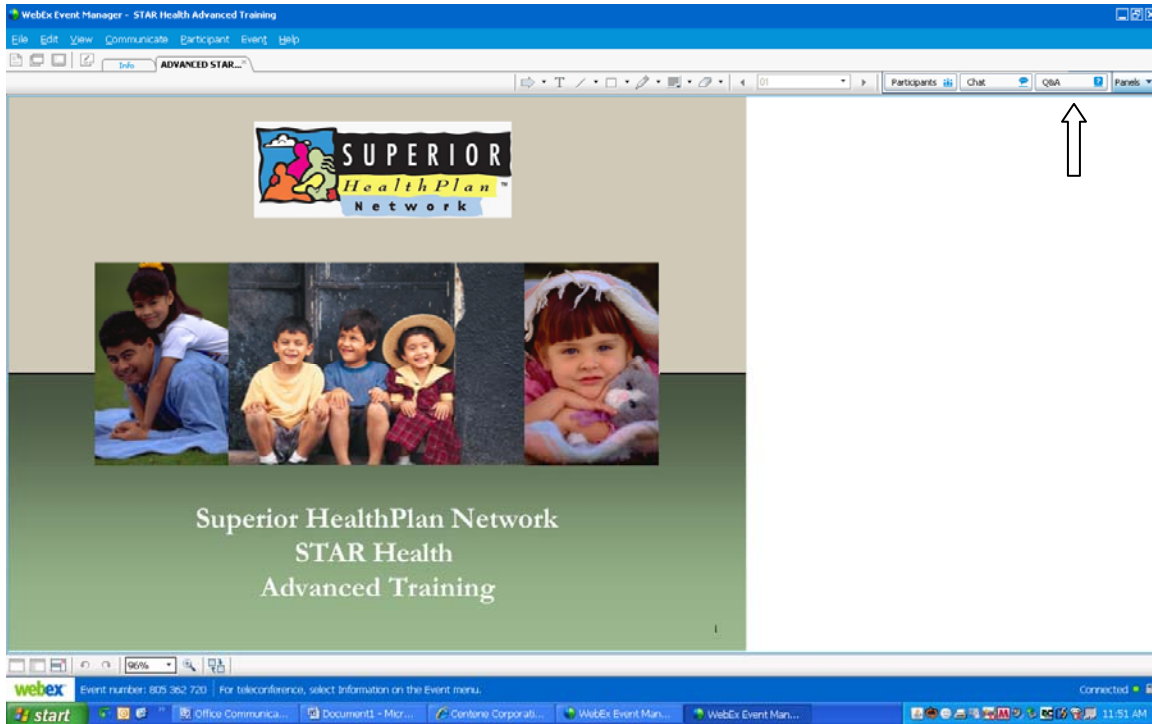 WebEx Event Manager - STAR Health Advanced Training
File Edit View Communicate Participant Event Help
Info ADVANCED STAR...
T 01 Participants Chat Q&A ? Panels
SUPERIOR
HealthPlan ™
Network
Superior HealthPlan Network
STAR Health
Advanced Training
1
96%
webex Event number: 805 362 720 For teleconference, select Information on the Event menu. Connected
start Office Communica... Document1 - Micr... Centene Corporati... WebEx Event Man... WebEx Event Man... 11:51 AM